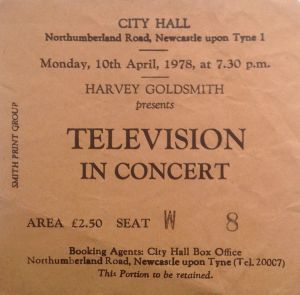 CITY HALL
Northumberland Road, Newcastle upon Tyne 1
Monday, 10th April, 1978, at 7.30 p.m.
HARVEY GOLDSMITH
presents
TELEVISION
IN CONCERT
AREA £2.50 SEAT W 8
Booking Agents: City Hall Box Office
Northumberland Road, Newcastle upon Tyne (Tel. 20007)
This Portion to be retained.
SMITH PRINT GROUP